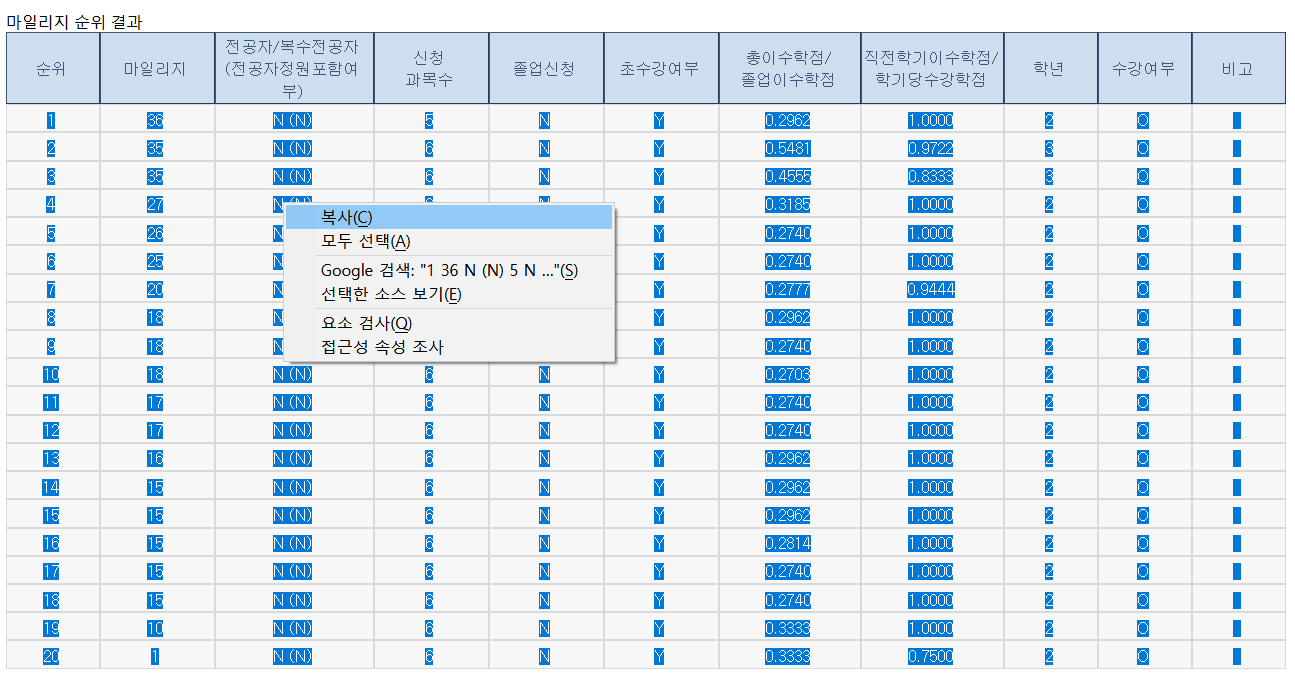 마일리지 순위 결과
순위 마일리지 전공자/복수전공자 (전공자정원포함여부) 신청 과목수 졸업신청 초수강여부 총이수학점/ 졸업이수학점 직전학기이수학점/ 학기당수강학점 학년 수강여부 비고
1 36 N (N) 5 N Y 0.2962 1.0000 2 O
2 35 N (N) 6 N Y 0.5481 0.9722 3 O
3 35 N (N) 6 N Y 0.4555 0.8333 3 O
4 27 N (N) 6 N Y 0.3185 1.0000 2 O
복사(C)
모두 선택(A)
Google 검색: "1 36 N (N) 5 N ..."(S)
선택한 소스 보기(E)
요소 검사(Q)
접근성 속성 조사
5 26 N Y 0.2740 1.0000 2 O
6 25 N Y 0.2740 1.0000 2 O
7 20 N Y 0.2777 0.9444 2 O
8 18 N Y 0.2962 1.0000 2 O
9 18 N Y 0.2740 1.0000 2 O
10 18 N (N) 6 N Y 0.2703 1.0000 2 O
11 17 N (N) 6 N Y 0.2740 1.0000 2 O
12 17 N (N) 6 N Y 0.2740 1.0000 2 O
13 16 N (N) 6 N Y 0.2962 1.0000 2 O
14 15 N (N) 6 N Y 0.2962 1.0000 2 O
15 15 N (N) 6 N Y 0.2962 1.0000 2 O
16 15 N (N) 6 N Y 0.2814 1.0000 2 O
17 15 N (N) 6 N Y 0.2740 1.0000 2 O
18 15 N (N) 6 N Y 0.2740 1.0000 2 O
19 10 N (N) 6 N Y 0.3333 1.0000 2 O
20 1 N (N) 6 N Y 0.3333 0.7500 2 O